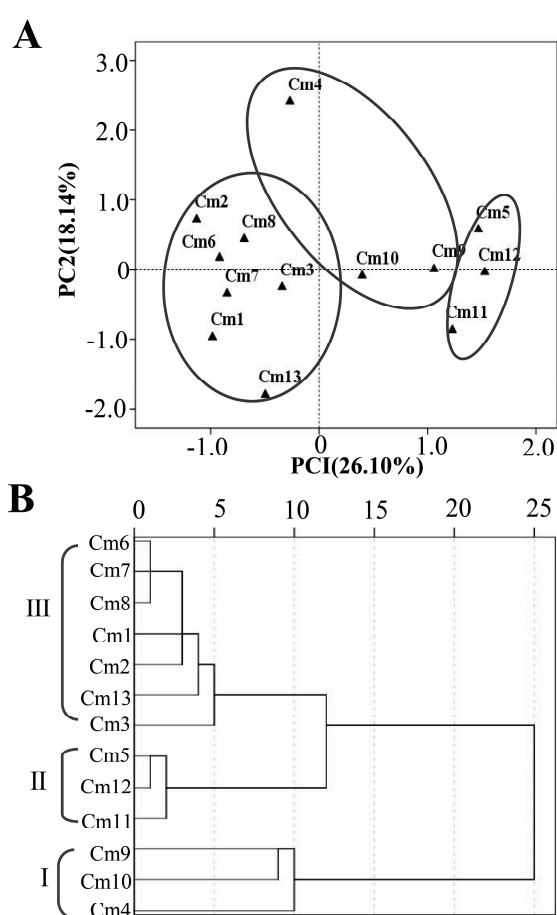 A
3.0
Cm4
2.0
1.0
Cm2
Cm5
Cm8
Cm6
Cm9
Cm12
Cm10
PC2(18.14%)
0
Cm7
Cm3
Cm11
Cm1
-1.0
Cm13
-2.0
-1.0 0 1.0 2.0
PCI(26.10%)
B
0 5 10 15 20 25
Cm6
Cm7
Cm8
III
Cm1
Cm2
Cm13
Cm3
Cm5
II
Cm12
Cm11
Cm9
I
Cm10
Cm4